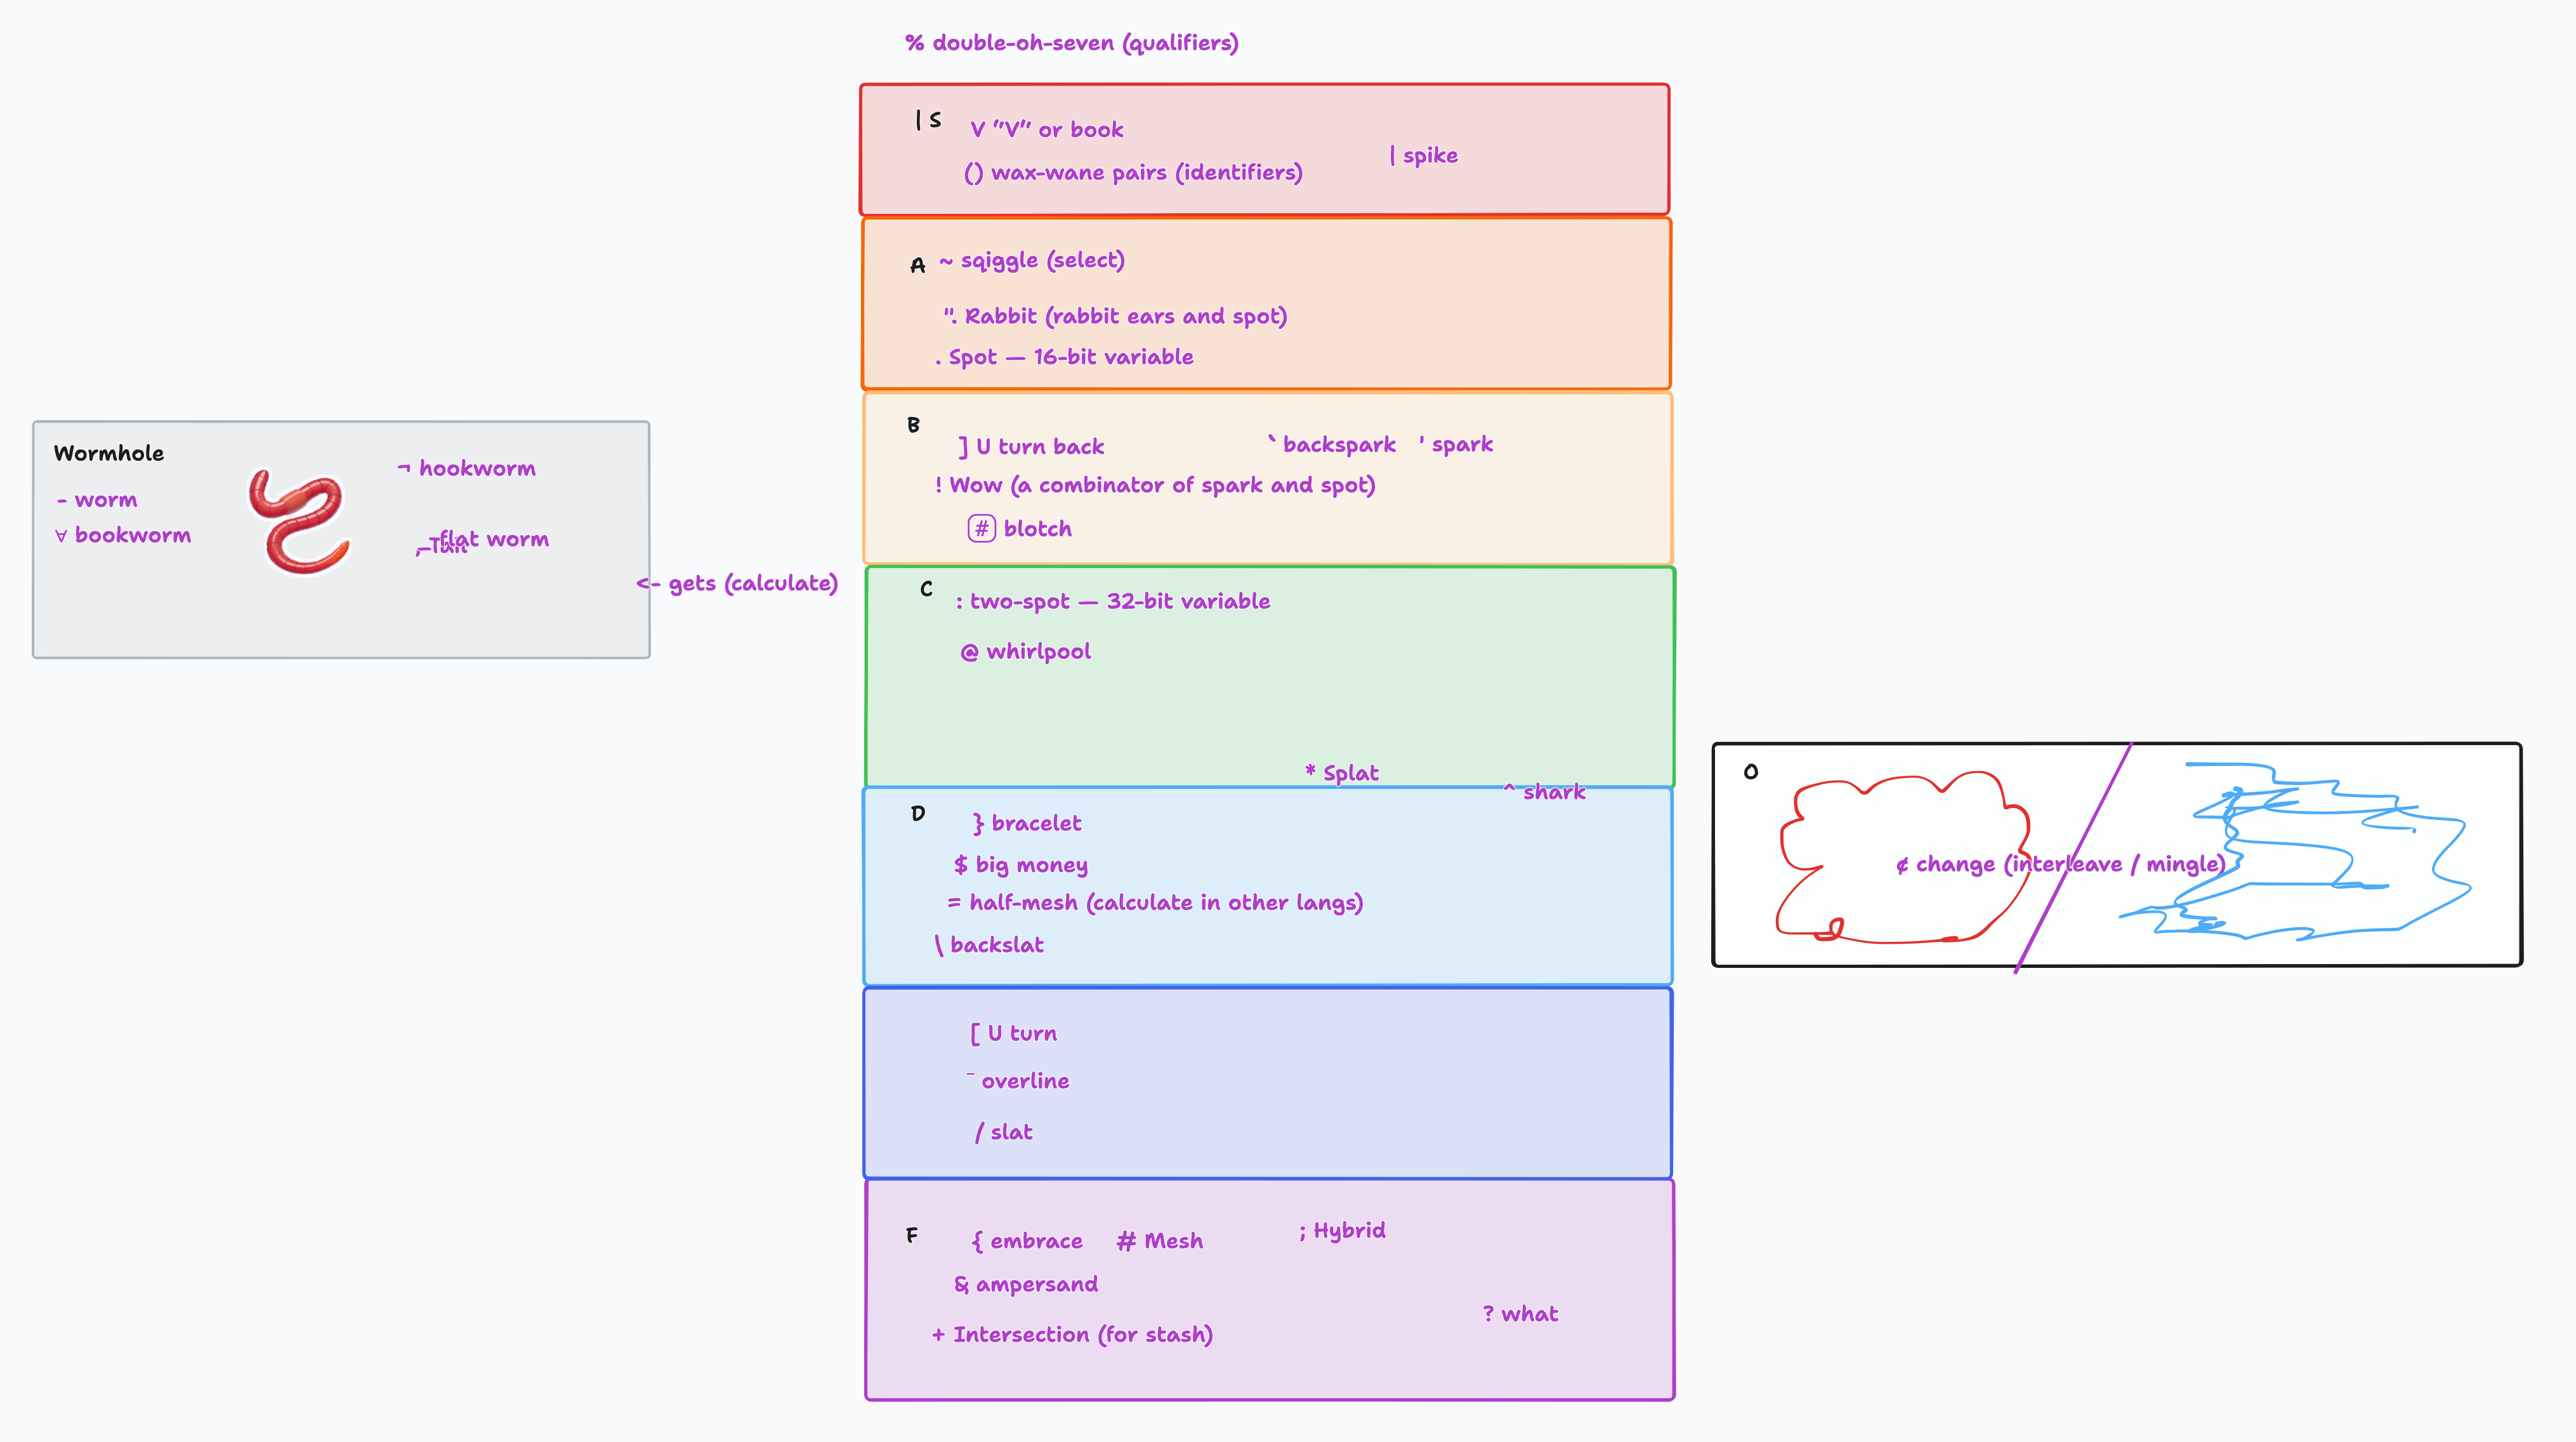 % double-oh-seven (qualifiers)
| S
V "V" or book
| spike
() wax-wane pairs (identifiers)
A
~ sqiggle (select)
". Rabbit (rabbit ears and spot)
. Spot — 16-bit variable
B
] U turn back
` backspark
' spark
! Wow (a combinator of spark and spot)
# blotch
Wormhole
- worm
∀ bookworm
¬ hookworm
_ flat worm
, Tail
<- gets (calculate)
C
: two-spot — 32-bit variable
@ whirlpool
* Splat
^ shark
D
} bracelet
$ big money
= half-mesh (calculate in other langs)
\ backslat
O
¢ change (interleave / mingle)
[ U turn
‾ overline
/ slat
F
{ embrace
# Mesh
; Hybrid
& ampersand
? what
+ Intersection (for stash)